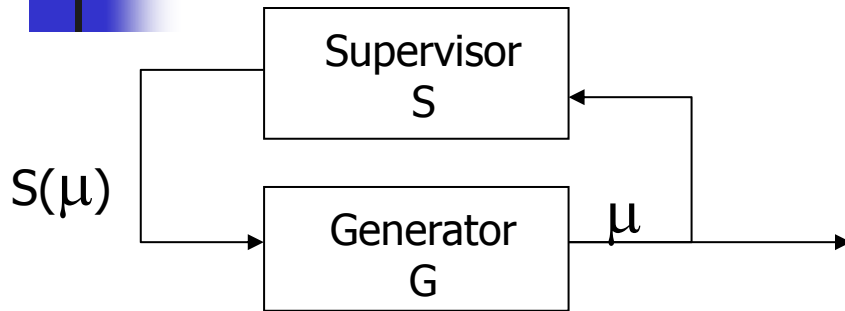 Supervisor
S
S(μ)
Generator
G
μ